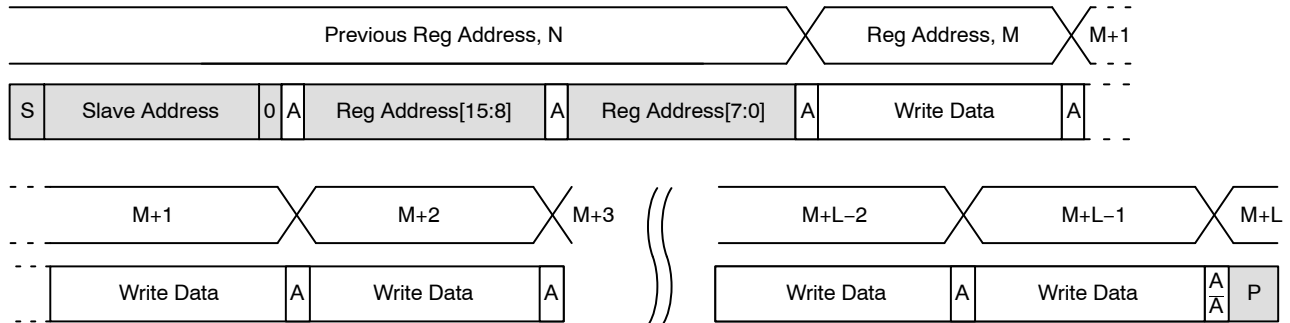 Previous Reg Address, N Reg Address, M M+1
S Slave Address 0 A Reg Address[15:8] A Reg Address[7:0] A Write Data A
M+1 M+2 M+3 M+L−2 M+L−1 M+L
Write Data A Write Data A Write Data A Write Data A P
A̅